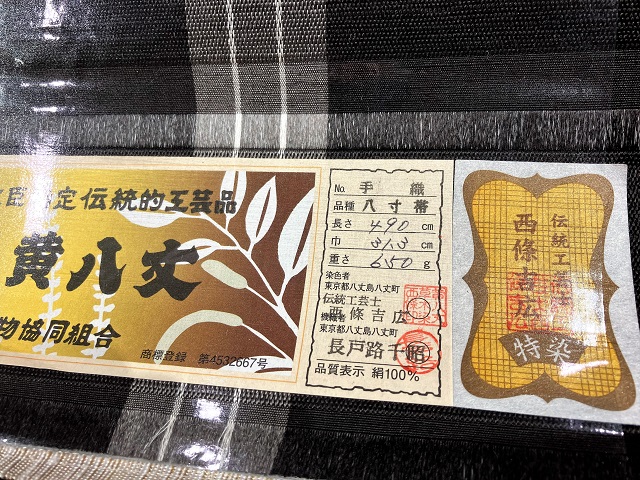 定伝統的工芸品
黄八丈
物協同組合
商標登録 第4532667号
No. 手織
品種 八寸帯
長さ 490 cm
巾 31.3 cm
重さ 650 g
染色者
東京都八丈島八丈町
伝統工芸士
西條吉広
機織者
東京都八丈島八丈町
長戸路千昭
品質表示 絹100%
伝統工芸士
西條吉広
特染